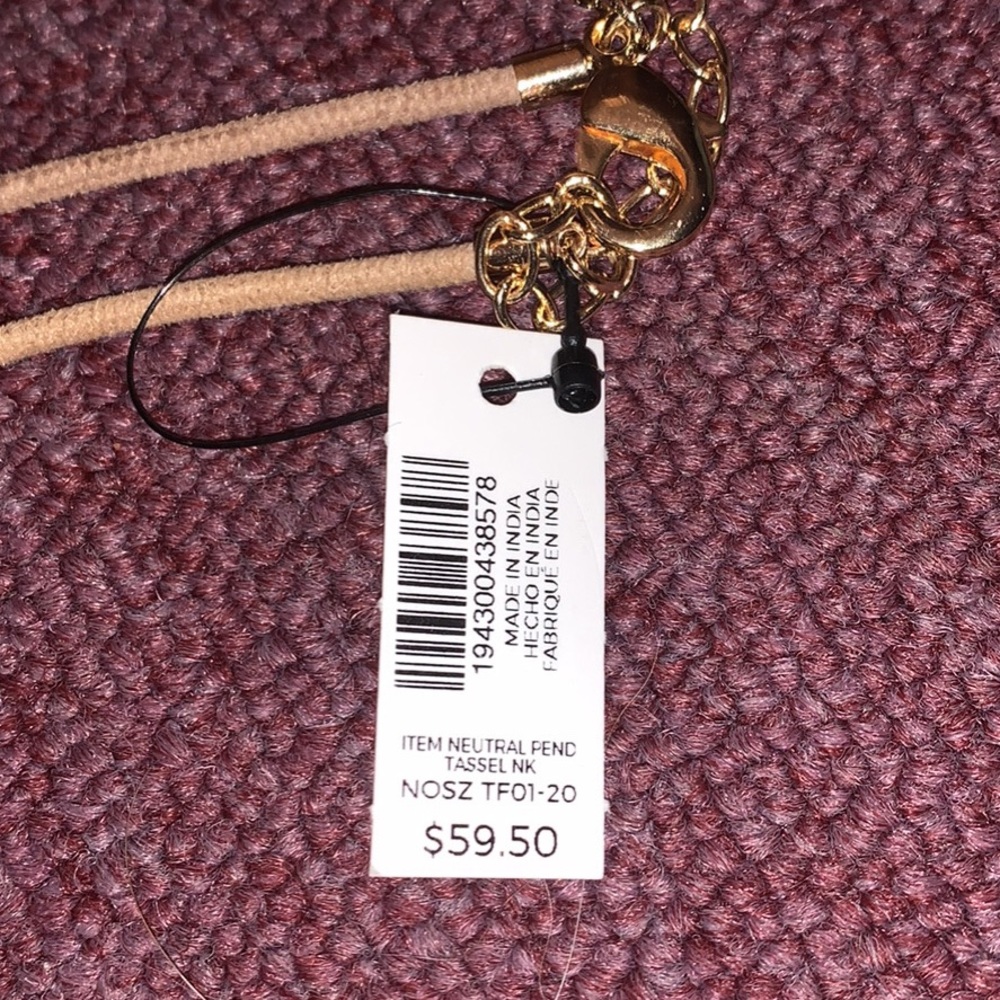 194300438578
MADE IN INDIA
HECHO EN INDIA
FABRIQUÉ EN INDE
ITEM NEUTRAL PEND
TASSEL NK
NOSZ TF01-20
$59.50